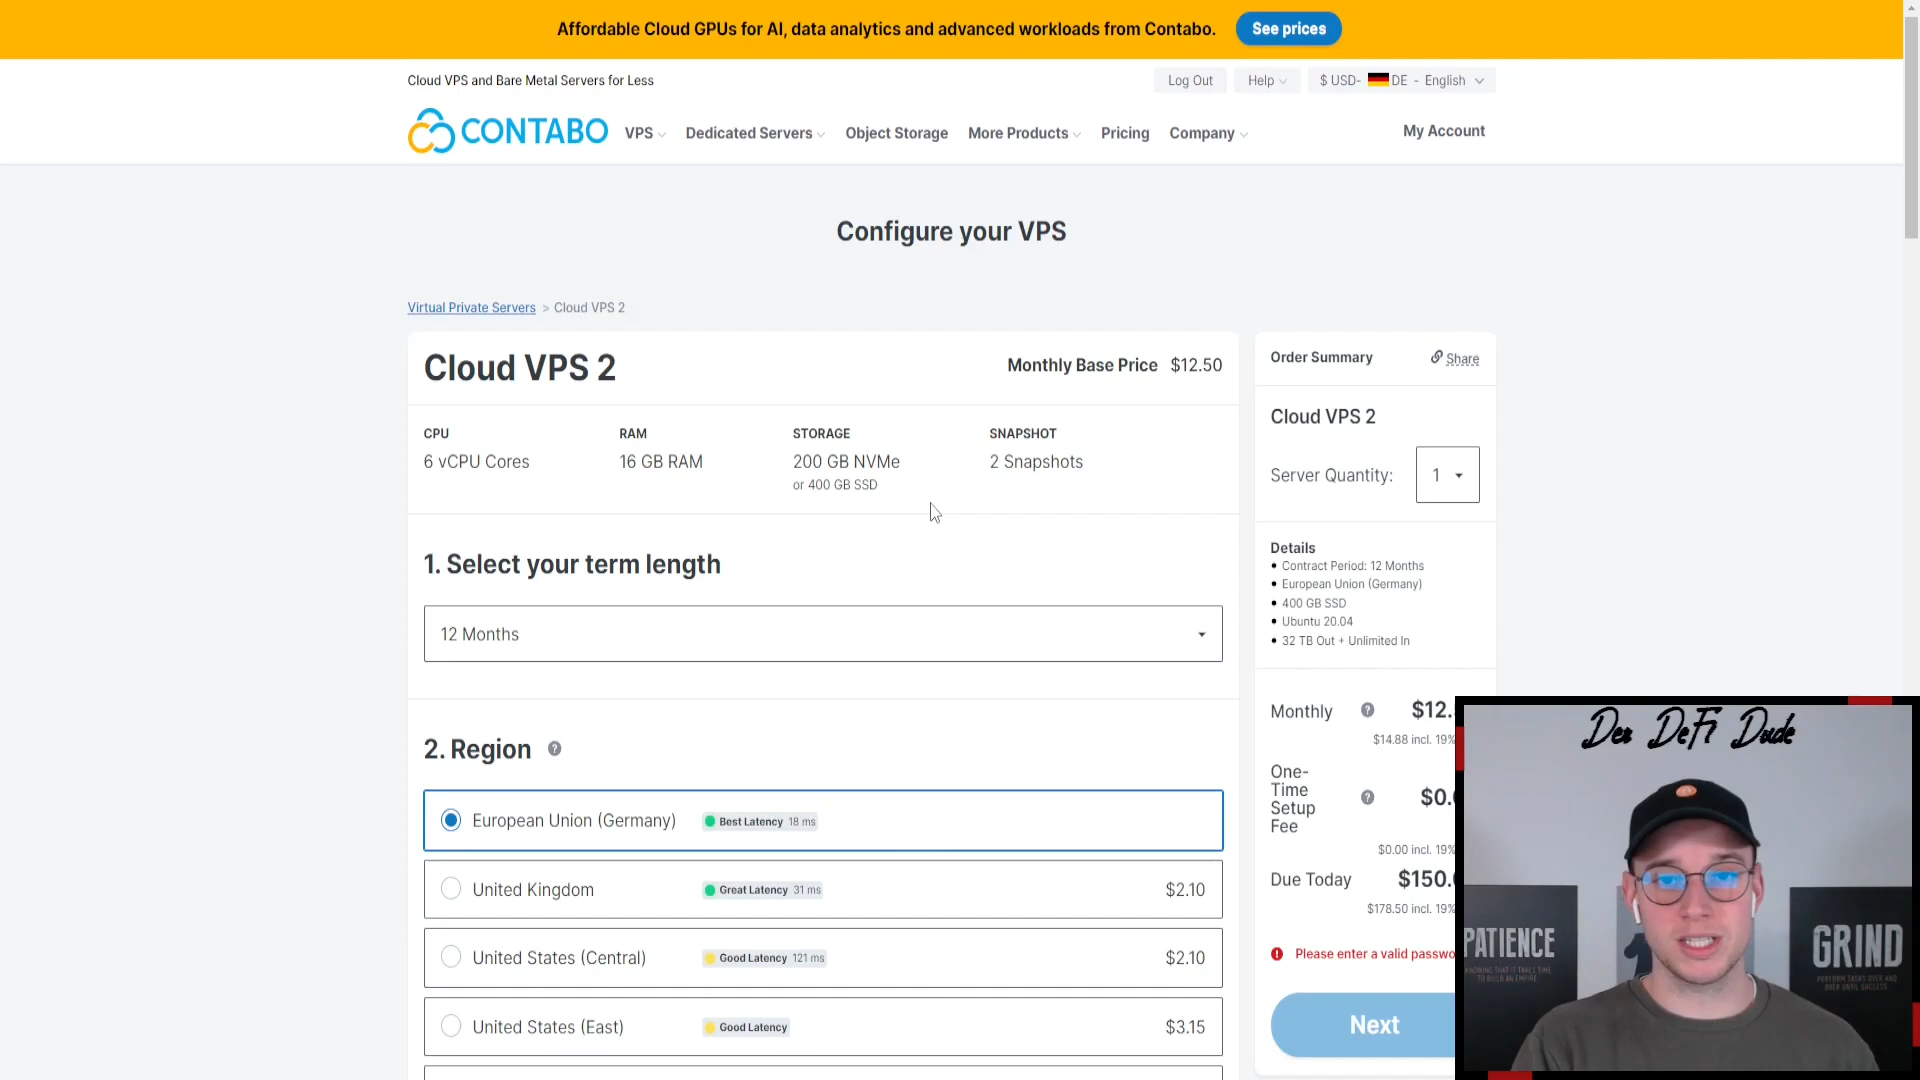 Affordable Cloud GPUs for AI, data analytics and advanced workloads from Contabo. See prices
Cloud VPS and Bare Metal Servers for Less
Log Out
Help
$ USD- DE - English
CONTABO
VPS
Dedicated Servers
Object Storage
More Products
Pricing
Company
My Account
Configure your VPS
Virtual Private Servers > Cloud VPS 2
Cloud VPS 2
Monthly Base Price $12.50
CPU
6 vCPU Cores
RAM
16 GB RAM
STORAGE
200 GB NVMe
or 400 GB SSD
SNAPSHOT
2 Snapshots
1. Select your term length
12 Months
2. Region
European Union (Germany) Best Latency 18 ms
United Kingdom Great Latency 31 ms $2.10
United States (Central) Good Latency 121 ms $2.10
United States (East) Good Latency $3.15
Order Summary
Share
Cloud VPS 2
Server Quantity: 1
Details
• Contract Period: 12 Months
• European Union (Germany)
• 400 GB SSD
• Ubuntu 20.04
• 32 TB Out + Unlimited In
Monthly $12.
$14.88 incl. 19%
One-
Time
Setup
Fee
$0.
$0.00 incl. 19%
Due Today $150.
$178.50 incl. 19%
Please enter a valid passwo
Next
Der DeFi Dude
PATIENCE
KNOWING THAT IT TAKES TIME
TO BUILD AN EMPIRE
GRIND